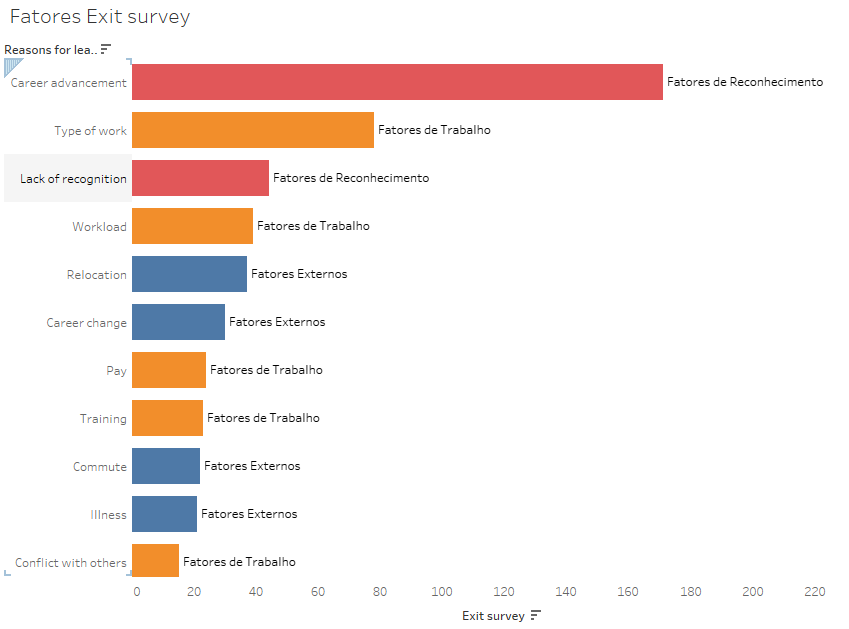 Fatores Exit survey
Reasons for lea..
Career advancement Fatores de Reconhecimento
Type of work Fatores de Trabalho
Lack of recognition Fatores de Reconhecimento
Workload Fatores de Trabalho
Relocation Fatores Externos
Career change Fatores Externos
Pay Fatores de Trabalho
Training Fatores de Trabalho
Commute Fatores Externos
Illness Fatores Externos
Conflict with others Fatores de Trabalho
0 20 40 60 80 100 120 140 160 180 200 220
Exit survey